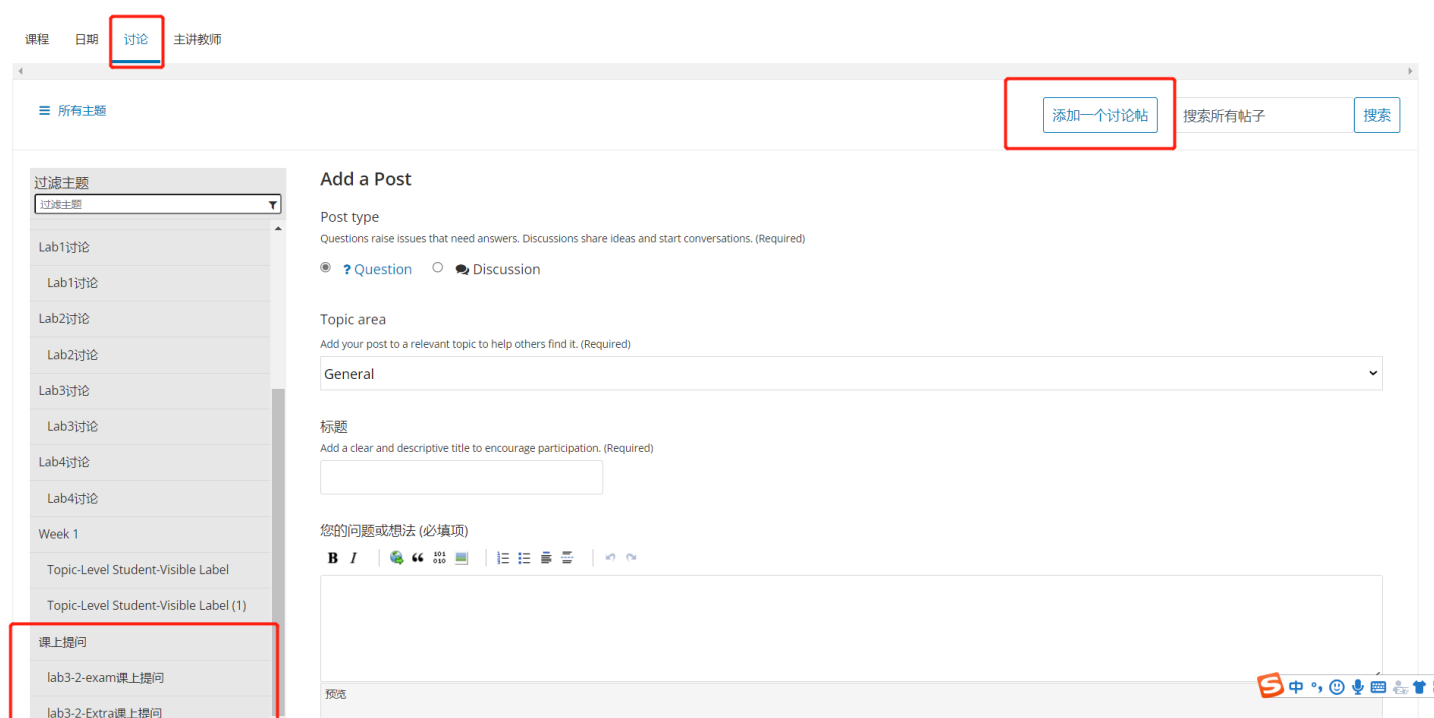 课程 日期 讨论 主讲教师
所有主题
添加一个讨论帖 搜索所有帖子 搜索
过滤主题
过滤主题
Lab1讨论
Lab1讨论
Lab2讨论
Lab2讨论
Lab3讨论
Lab3讨论
Lab4讨论
Lab4讨论
Week 1
Topic-Level Student-Visible Label
Topic-Level Student-Visible Label (1)
课上提问
lab3-2-exam课上提问
lab3-2-Extra课上提问
Add a Post
Post type
Questions raise issues that need answers. Discussions share ideas and start conversations. (Required)
? Question Discussion
Topic area
Add your post to a relevant topic to help others find it. (Required)
General
标题
Add a clear and descriptive title to encourage participation. (Required)
您的问题或想法 (必填项)
B I 101 010
预览
S 中